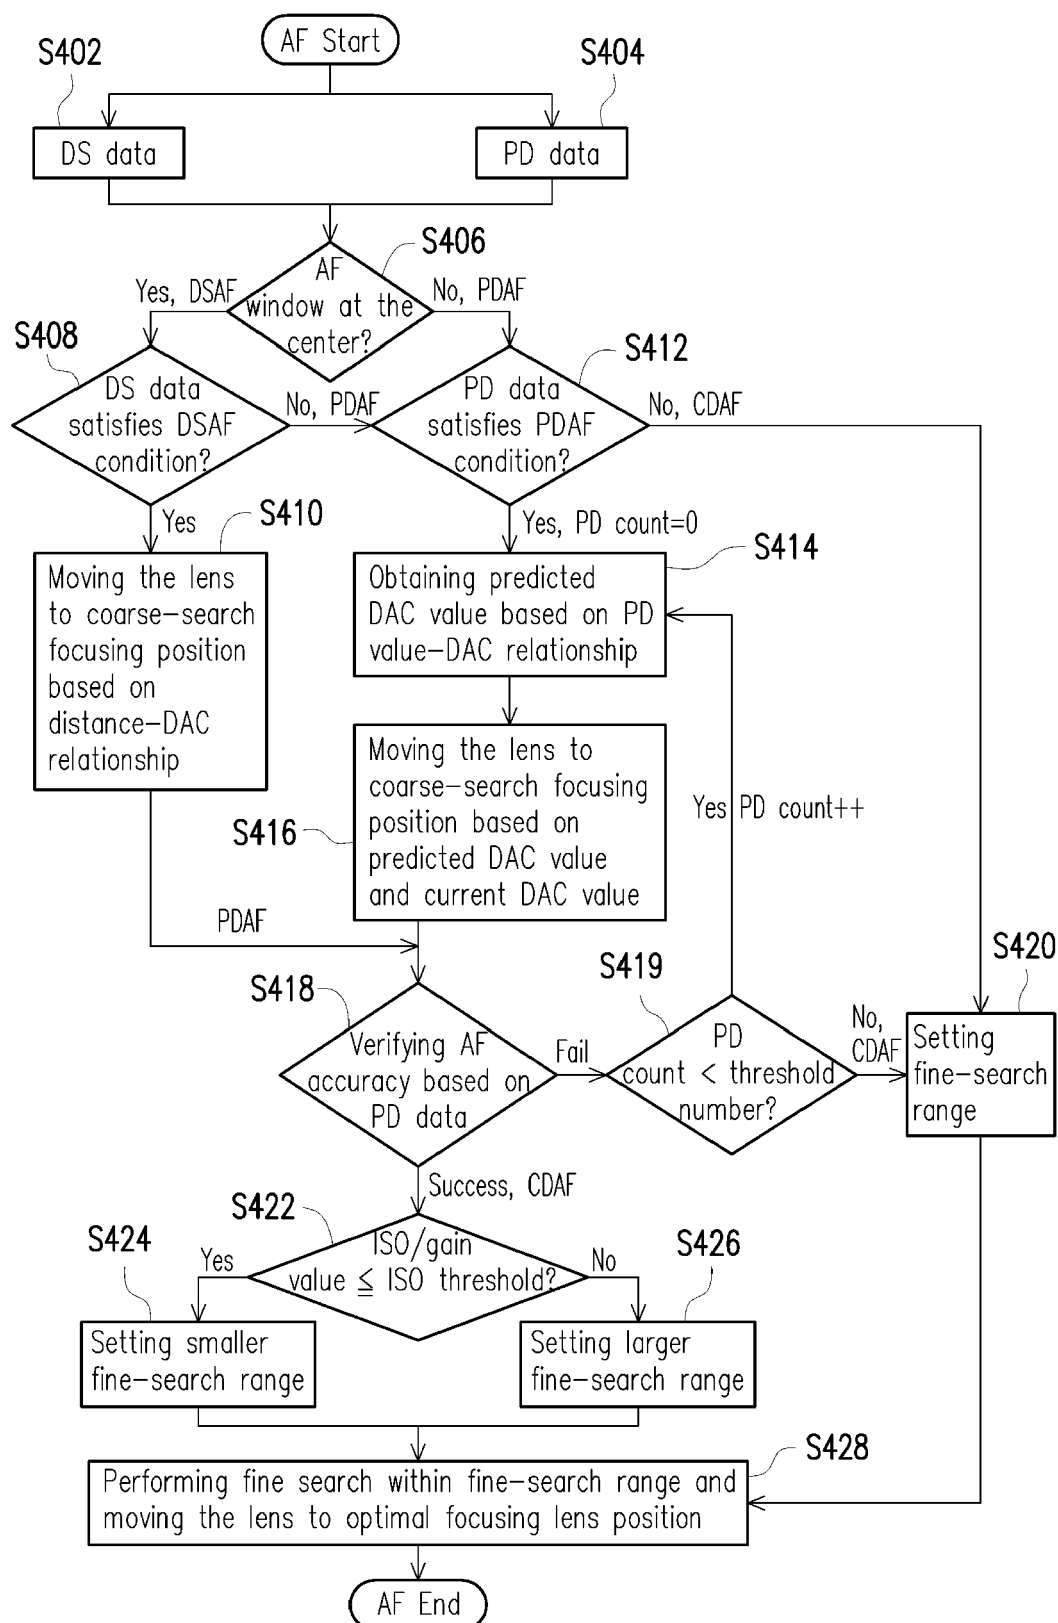 AF Start
S402
S404
DS data
PD data
S406
AF
window at the
center?
Yes, DSAF
No, PDAF
S408
DS data
satisfies DSAF
condition?
No, PDAF
S412
PD data
satisfies PDAF
condition?
No, CDAF
Yes
S410
Moving the lens
to coarse-search
focusing position
based on
distance-DAC
relationship
Yes, PD count=0
S414
Obtaining predicted
DAC value based on PD
value-DAC relationship
S416
Moving the lens to
coarse-search focusing
position based on
predicted DAC value
and current DAC value
Yes PD count++
PDAF
S418
Verifying AF
accuracy based on
PD data
Fail
S419
PD
count < threshold
number?
No,
CDAF
S420
Setting
fine-search
range
Success, CDAF
S422
ISO/gain
value ≦ ISO threshold?
Yes
No
S424
Setting smaller
fine-search range
S426
Setting larger
fine-search range
S428
Performing fine search within fine-search range and
moving the lens to optimal focusing lens position
AF End